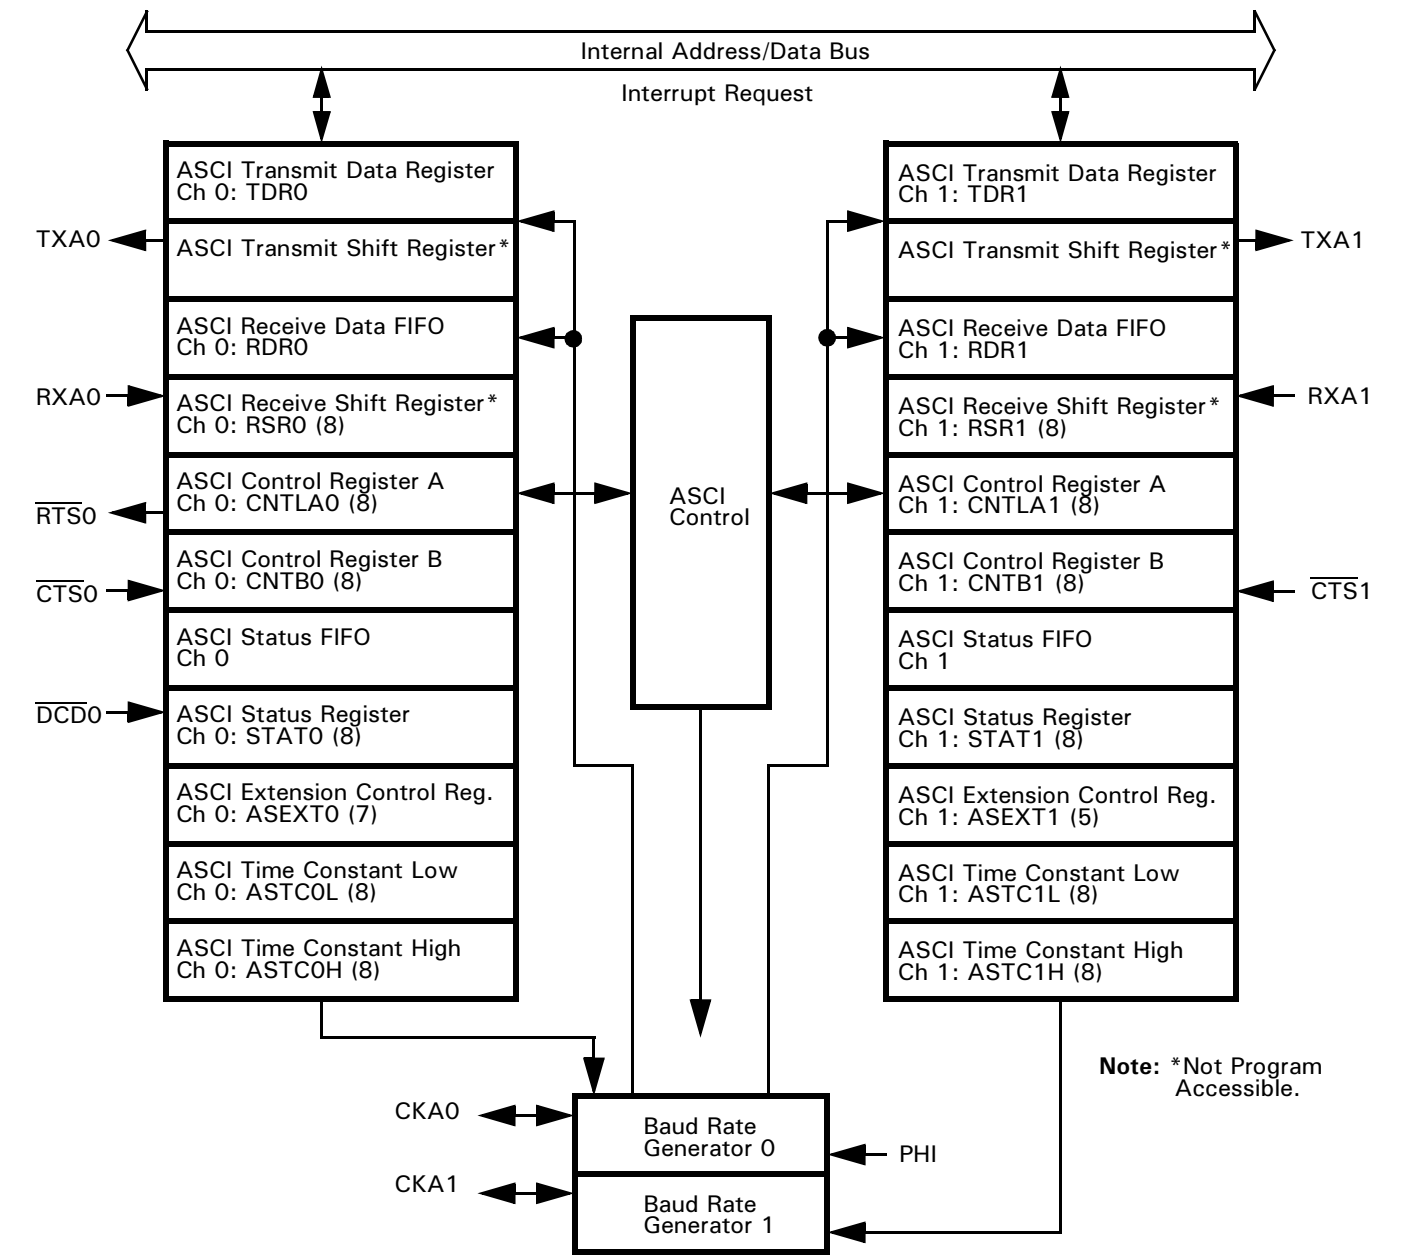 Internal Address/Data Bus
Interrupt Request
ASCI Transmit Data Register
Ch 0: TDR0
ASCI Transmit Shift Register*
ASCI Receive Data FIFO
Ch 0: RDR0
ASCI Receive Shift Register*
Ch 0: RSR0 (8)
ASCI Control Register A
Ch 0: CNTLA0 (8)
ASCI Control Register B
Ch 0: CNTB0 (8)
ASCI Status FIFO
Ch 0
ASCI Status Register
Ch 0: STAT0 (8)
ASCI Extension Control Reg.
Ch 0: ASEXT0 (7)
ASCI Time Constant Low
Ch 0: ASTC0L (8)
ASCI Time Constant High
Ch 0: ASTC0H (8)
TXA0
RXA0
R̅T̅S̅0
C̅T̅S̅0
D̅C̅D̅0
ASCI
Control
ASCI Transmit Data Register
Ch 1: TDR1
ASCI Transmit Shift Register*
ASCI Receive Data FIFO
Ch 1: RDR1
ASCI Receive Shift Register*
Ch 1: RSR1 (8)
ASCI Control Register A
Ch 1: CNTLA1 (8)
ASCI Control Register B
Ch 1: CNTB1 (8)
ASCI Status FIFO
Ch 1
ASCI Status Register
Ch 1: STAT1 (8)
ASCI Extension Control Reg.
Ch 1: ASEXT1 (5)
ASCI Time Constant Low
Ch 1: ASTC1L (8)
ASCI Time Constant High
Ch 1: ASTC1H (8)
TXA1
RXA1
C̅T̅S̅1
Note: *Not Program
Accessible.
CKA0
CKA1
Baud Rate
Generator 0
Baud Rate
Generator 1
PHI